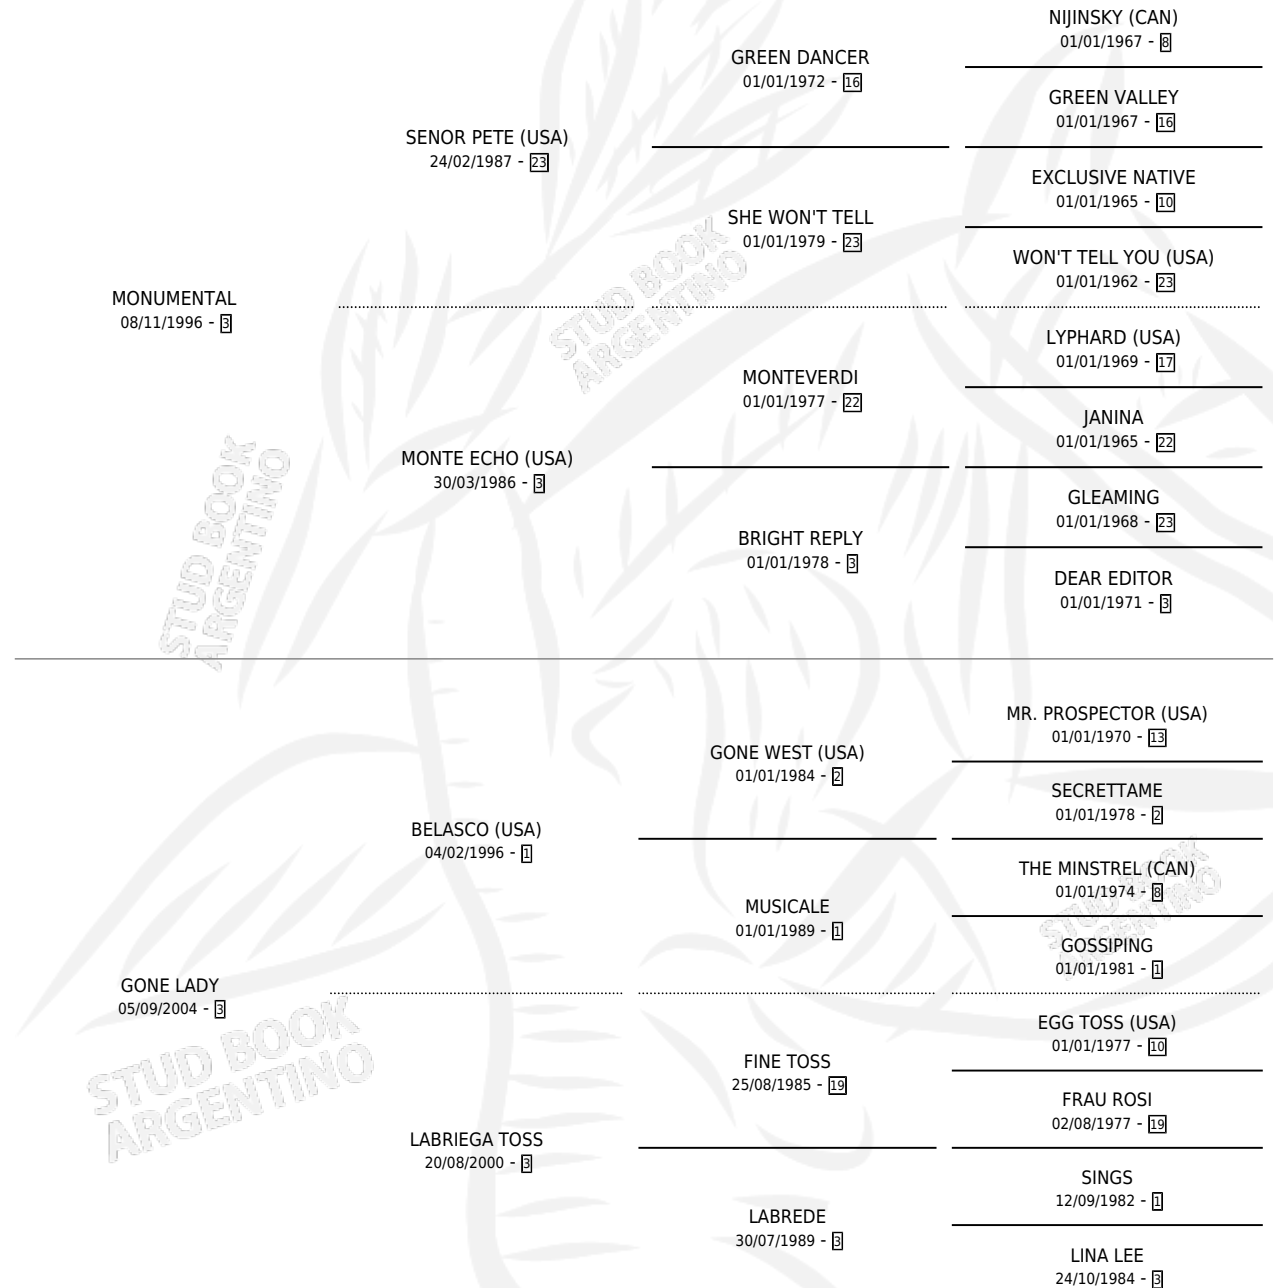 NIJINSKY (CAN)
01/01/1967 - 8
GREEN DANCER
01/01/1972 - 16
GREEN VALLEY
01/01/1967 - 16
SENOR PETE (USA)
24/02/1987 - 23
EXCLUSIVE NATIVE
01/01/1965 - 10
SHE WON'T TELL
01/01/1979 - 23
WON'T TELL YOU (USA)
01/01/1962 - 23
MONUMENTAL
08/11/1996 - 3
STUD BOOK
ARGENTINO
LYPHARD (USA)
01/01/1969 - 17
MONTEVERDI
01/01/1977 - 22
JANINA
01/01/1965 - 22
MONTE ECHO (USA)
30/03/1986 - 3
GLEAMING
01/01/1968 - 23
BRIGHT REPLY
01/01/1978 - 3
DEAR EDITOR
01/01/1971 - 3
STUD BOOK
ARGENTINO
MR. PROSPECTOR (USA)
01/01/1970 - 13
GONE WEST (USA)
01/01/1984 - 2
SECRETTAME
01/01/1978 - 2
BELASCO (USA)
04/02/1996 - 1
THE MINSTREL (CAN)
01/01/1974 - 8
MUSICALE
01/01/1989 - 1
GOSSIPING
01/01/1981 - 1
STUD BOOK
ARGENTINO
GONE LADY
05/09/2004 - 3
STUD BOOK
ARGENTINO
EGG TOSS (USA)
01/01/1977 - 10
FINE TOSS
25/08/1985 - 19
FRAU ROSI
02/08/1977 - 19
LABRIEGA TOSS
20/08/2000 - 3
SINGS
12/09/1982 - 1
LABREDE
30/07/1989 - 3
LINA LEE
24/10/1984 - 3